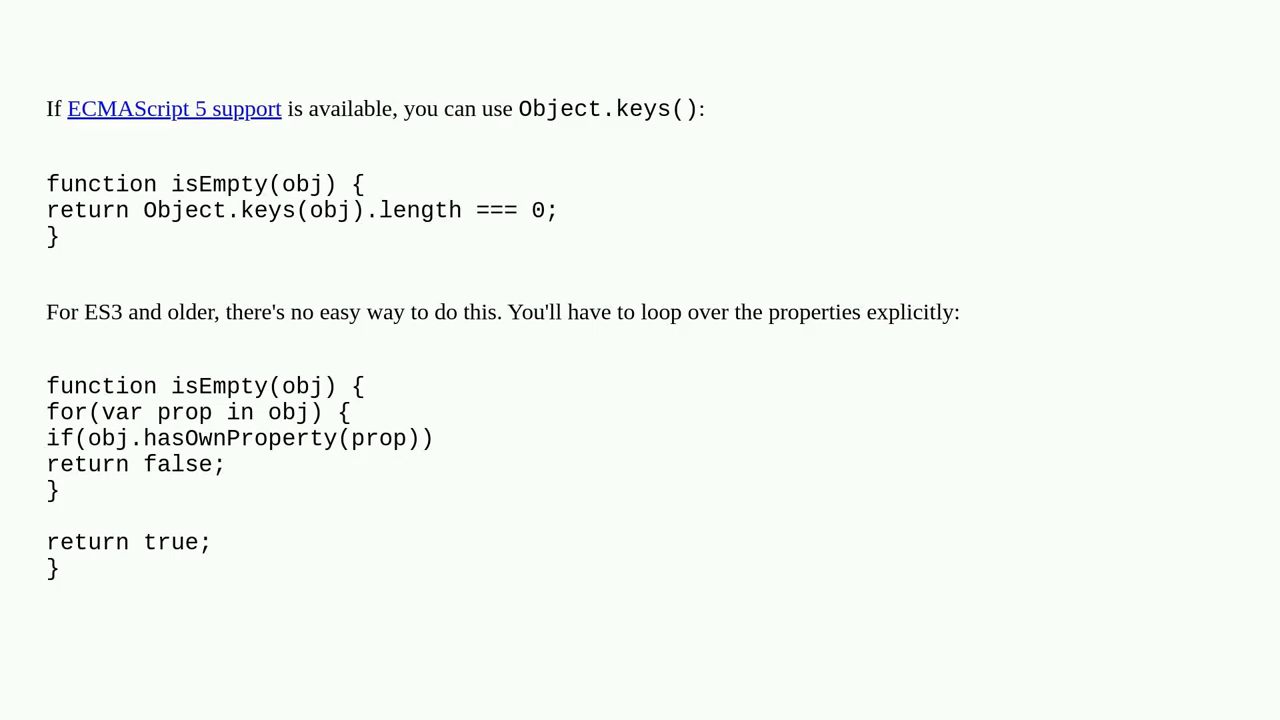 If ECMAScript 5 support is available, you can use Object.keys():
function isEmpty(obj) {
return Object.keys(obj).length === 0;
}
For ES3 and older, there's no easy way to do this. You'll have to loop over the properties explicitly:
function isEmpty(obj) {
for(var prop in obj) {
if(obj.hasOwnProperty(prop))
return false;
}
return true;
}